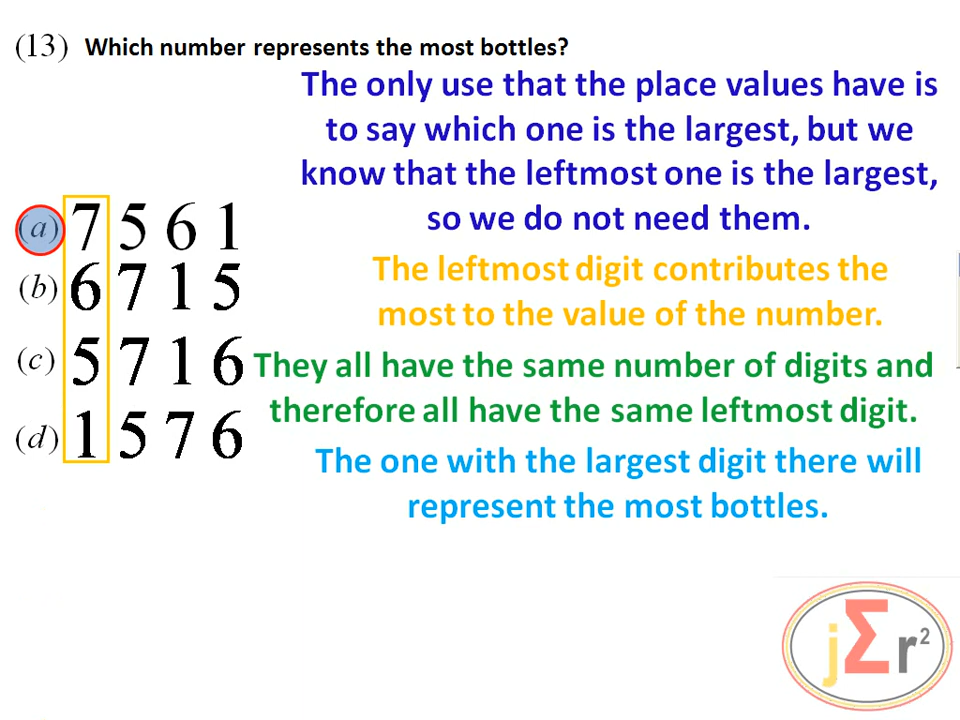 (13) Which number represents the most bottles?
The only use that the place values have is
to say which one is the largest, but we
know that the leftmost one is the largest,
so we do not need them.
(a) 7 5 6 1
(b) 6 7 1 5
(c) 5 7 1 6
(d) 1 5 7 6
The leftmost digit contributes the
most to the value of the number.
They all have the same number of digits and
therefore all have the same leftmost digit.
The one with the largest digit there will
represent the most bottles.
jΣr²